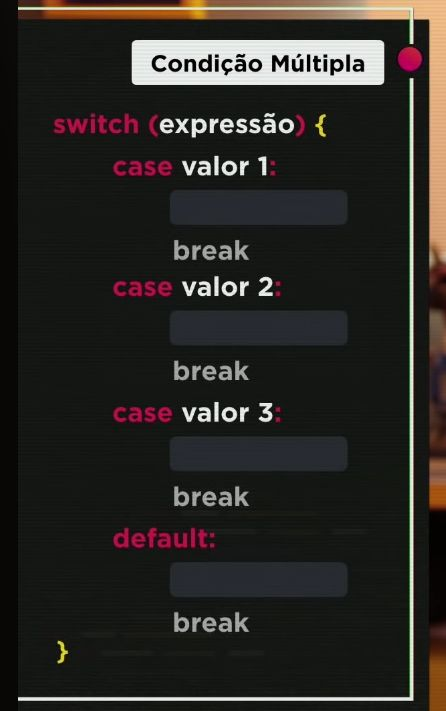 Condição Múltipla
switch (expressão) {
case valor 1:
break
case valor 2:
break
case valor 3:
break
default:
break
}